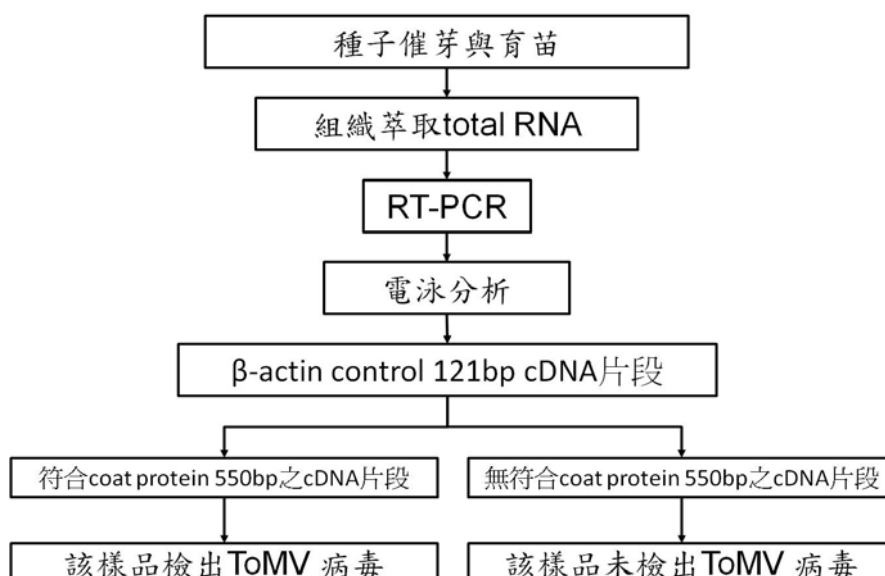 種子催芽與育苗
組織萃取total RNA
RT-PCR
電泳分析
β-actin control 121bp cDNA片段
符合coat protein 550bp之cDNA片段
無符合coat protein 550bp之cDNA片段
該樣品檢出ToMV 病毒
該樣品未檢出ToMV 病毒